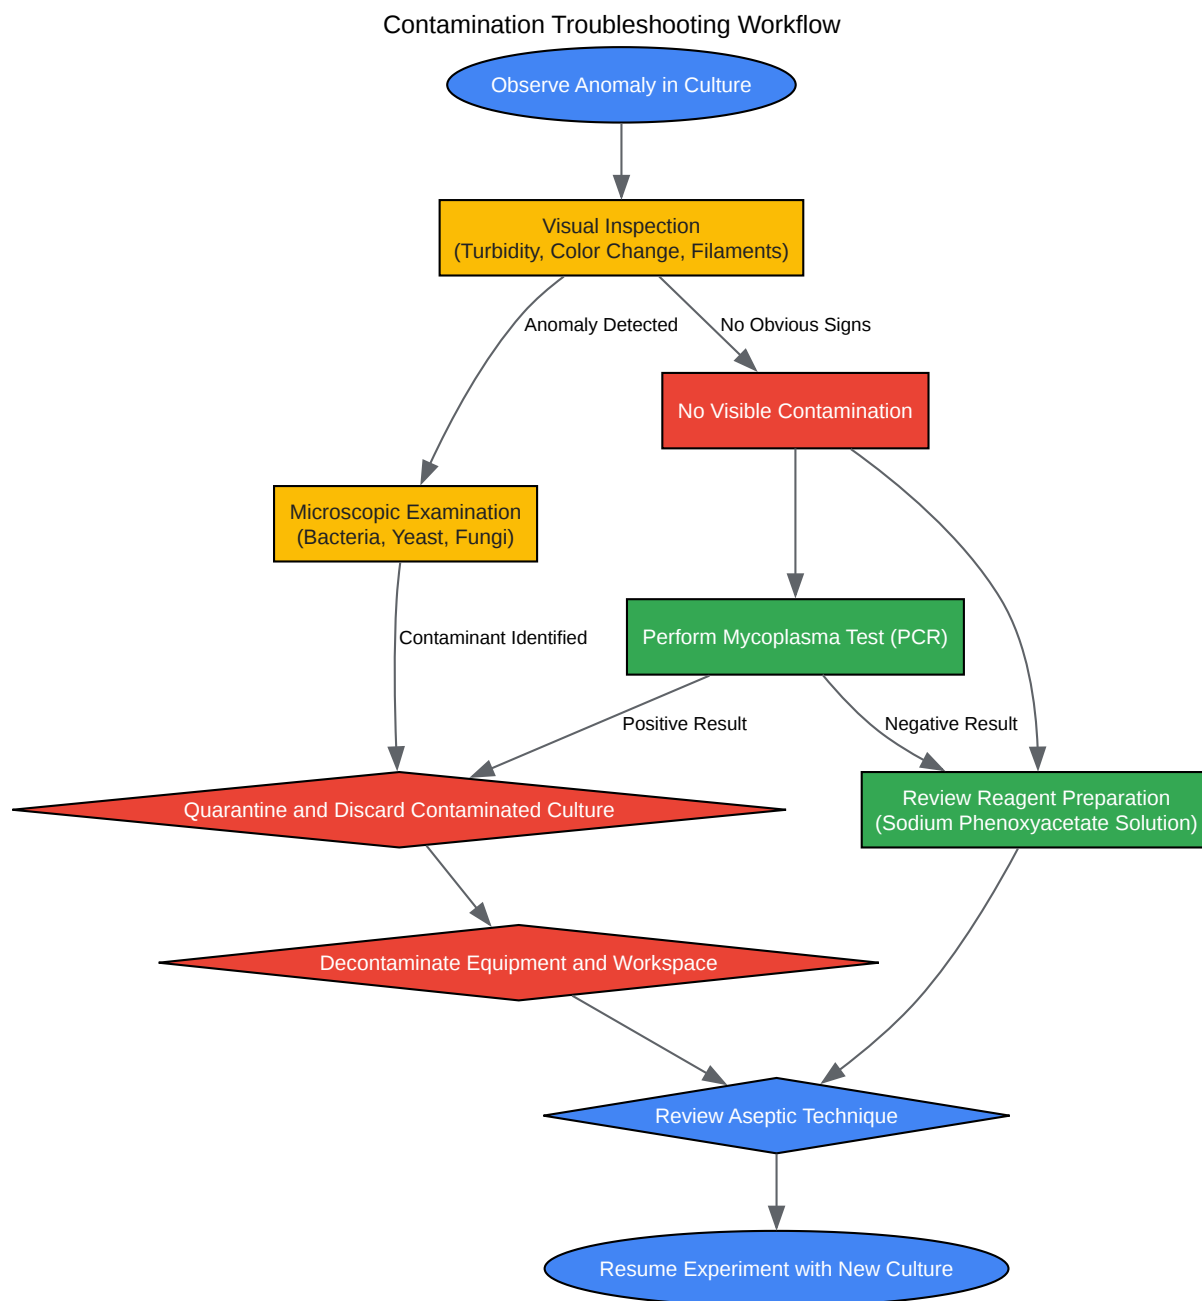 Contamination Troubleshooting Workflow
Observe Anomaly in Culture
Visual Inspection
(Turbidity, Color Change, Filaments)
Anomaly Detected
No Obvious Signs
No Visible Contamination
Microscopic Examination
(Bacteria, Yeast, Fungi)
Contaminant Identified
Perform Mycoplasma Test (PCR)
Positive Result
Negative Result
Quarantine and Discard Contaminated Culture
Review Reagent Preparation
(Sodium Phenoxyacetate Solution)
Decontaminate Equipment and Workspace
Review Aseptic Technique
Resume Experiment with New Culture